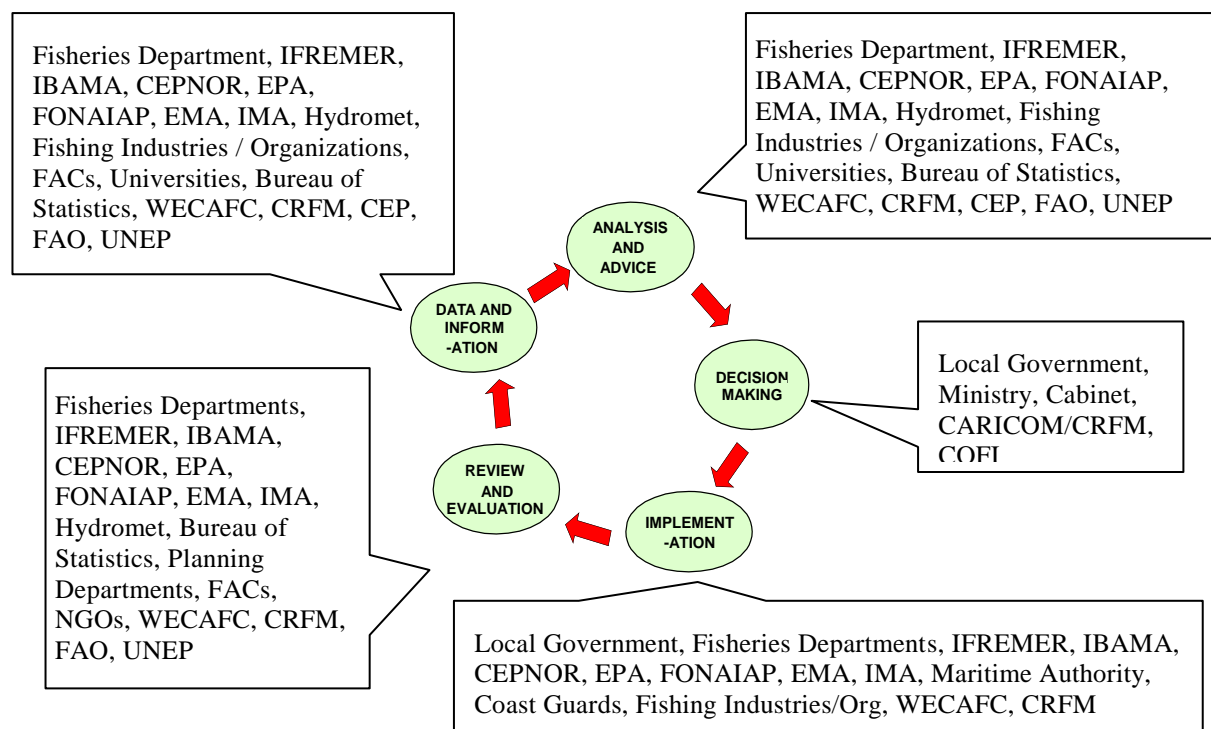 Fisheries Department, IFREMER,
IBAMA, CEPNOR, EPA,
FONAIAP, EMA, IMA, Hydromet,
Fishing Industries / Organizations,
FACs, Universities, Bureau of
Statistics, WECAFC, CRFM, CEP,
FAO, UNEP
Fisheries Department, IFREMER,
IBAMA, CEPNOR, EPA, FONAIAP,
EMA, IMA, Hydromet, Fishing
Industries / Organizations, FACs,
Universities, Bureau of Statistics,
WECAFC, CRFM, CEP, FAO, UNEP
ANALYSIS
AND
ADVICE
DATA AND
INFORM
-ATION
DECISION
MAKING
Local Government,
Ministry, Cabinet,
CARICOM/CRFM,
COFI
Fisheries Departments,
IFREMER, IBAMA,
CEPNOR, EPA,
FONAIAP, EMA, IMA,
Hydromet, Bureau of
Statistics, Planning
Departments, FACs,
NGOs, WECAFC, CRFM,
FAO, UNEP
REVIEW
AND
EVALUATION
IMPLEMENT
-ATION
Local Government, Fisheries Departments, IFREMER, IBAMA,
CEPNOR, EPA, FONAIAP, EMA, IMA, Maritime Authority,
Coast Guards, Fishing Industries/Org, WECAFC, CRFM